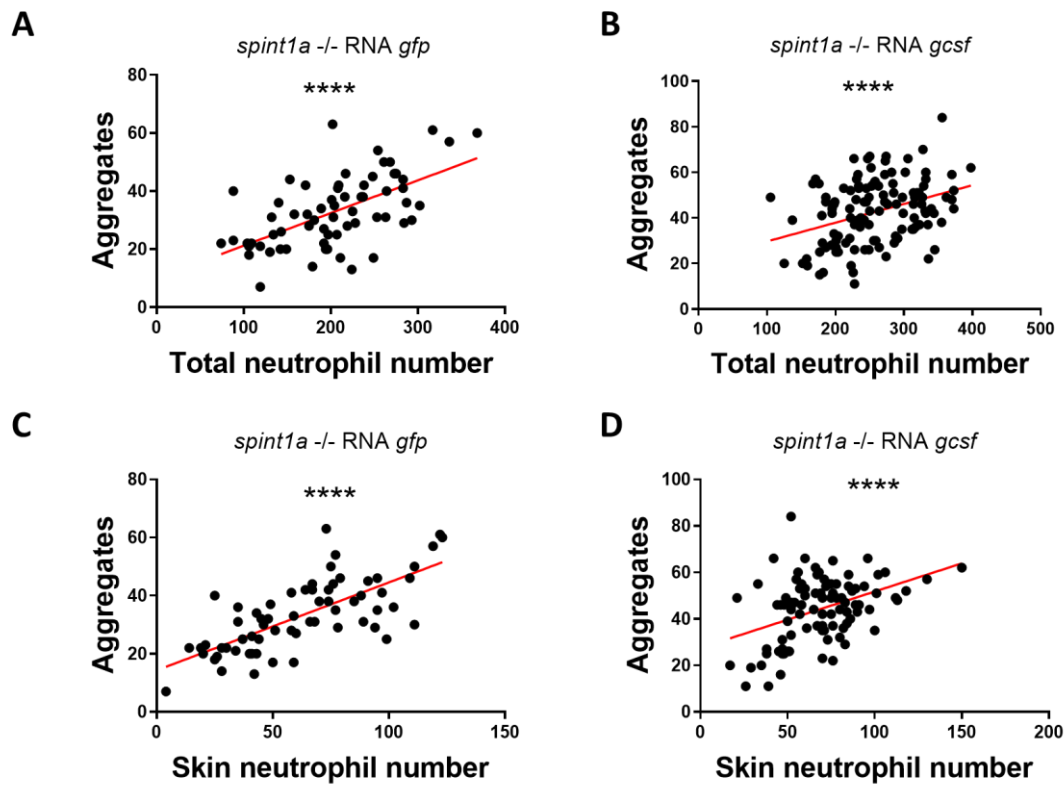 A
spint1a -/- RNA gfp
****
Aggregates
80
60
40
20
0
0 100 200 300 400
Total neutrophil number
B
spint1a -/- RNA gcsf
****
Aggregates
100
80
60
40
20
0
0 100 200 300 400 500
Total neutrophil number
C
spint1a -/- RNA gfp
****
Aggregates
80
60
40
20
0
0 50 100 150
Skin neutrophil number
D
spint1a -/- RNA gcsf
****
Aggregates
100
80
60
40
20
0
0 50 100 150 200
Skin neutrophil number